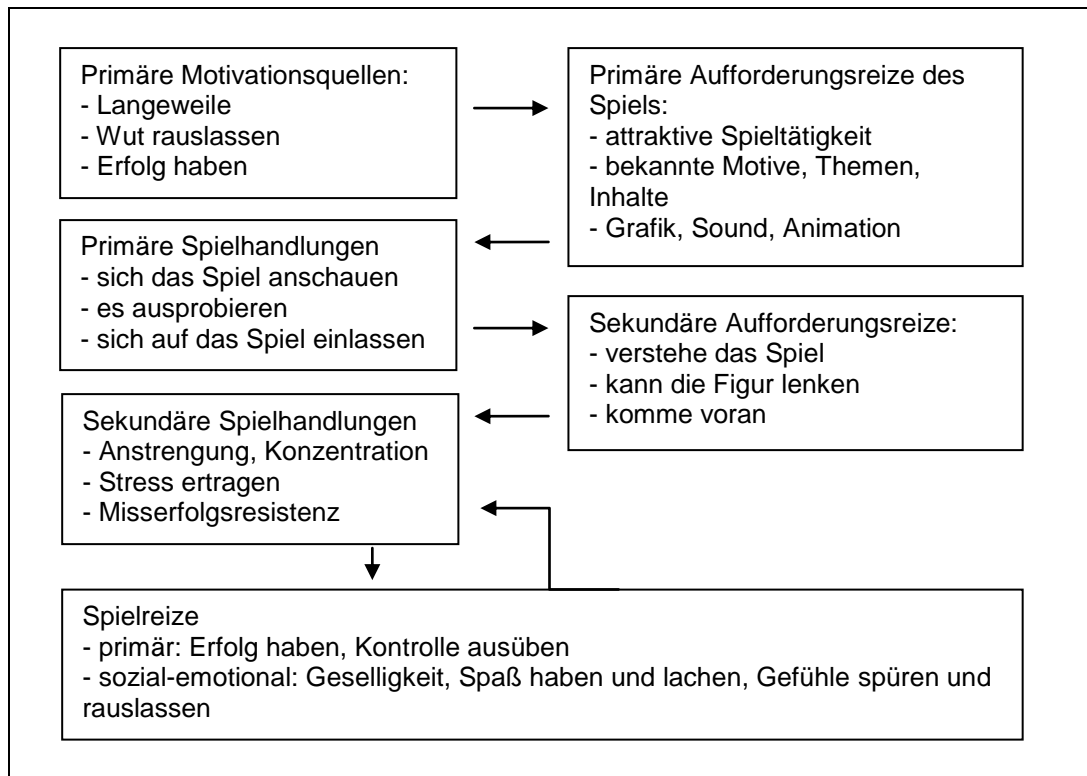 Primäre Motivationsquellen:
- Langeweile
- Wut rauslassen
- Erfolg haben
Primäre Aufforderungsreize des
Spiels:
- attraktive Spieltätigkeit
- bekannte Motive, Themen,
Inhalte
- Grafik, Sound, Animation
Primäre Spielhandlungen
- sich das Spiel anschauen
- es ausprobieren
- sich auf das Spiel einlassen
Sekundäre Aufforderungsreize:
- verstehe das Spiel
- kann die Figur lenken
- komme voran
Sekundäre Spielhandlungen
- Anstrengung, Konzentration
- Stress ertragen
- Misserfolgsresistenz
Spielreize
- primär: Erfolg haben, Kontrolle ausüben
- sozial-emotional: Geselligkeit, Spaß haben und lachen, Gefühle spüren und
rauslassen